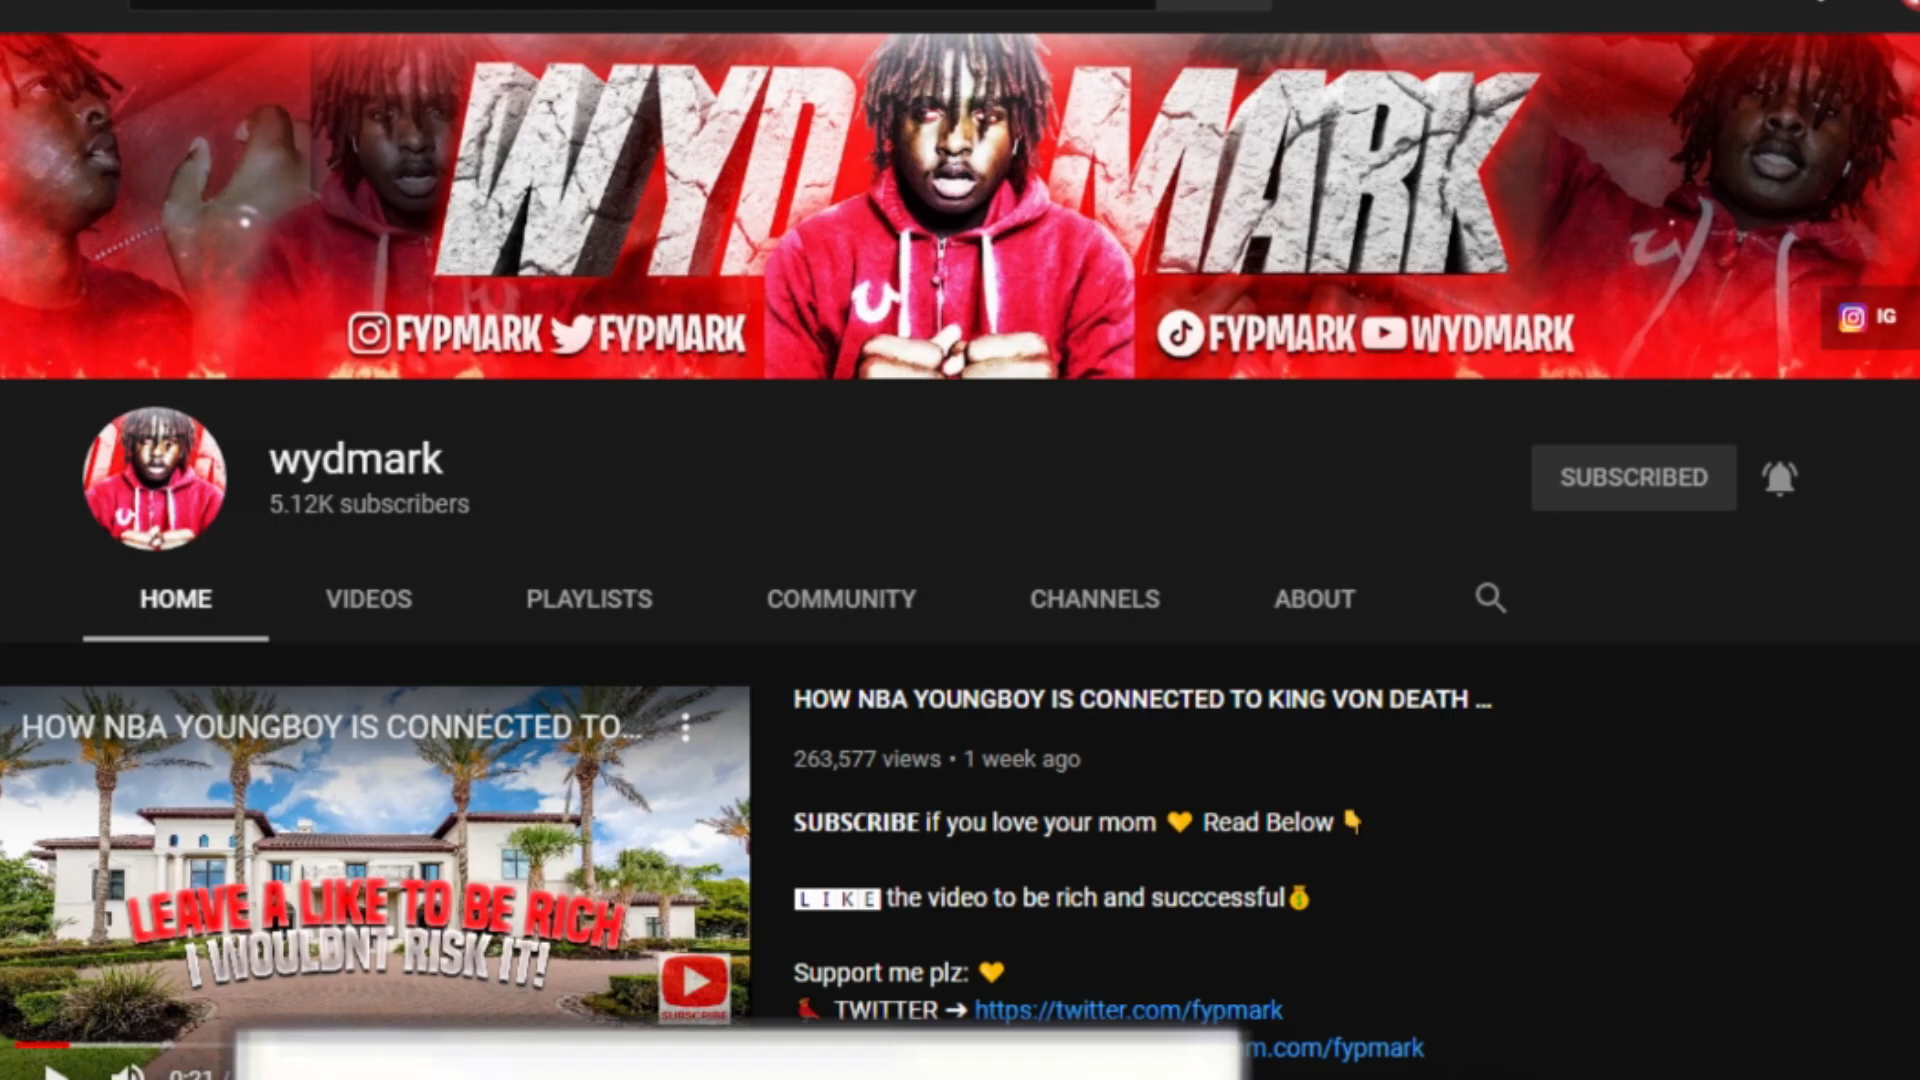 WYDMARK
FYPMARK FYPMARK
FYPMARK WYDMARK
IG
wydmark
5.12K subscribers
SUBSCRIBED
HOME VIDEOS PLAYLISTS COMMUNITY CHANNELS ABOUT
HOW NBA YOUNGBOY IS CONNECTED TO...
LEAVE A LIKE TO BE RICH
I WOULDNT RISK IT!
SUBSCRIBE
0:21 /
HOW NBA YOUNGBOY IS CONNECTED TO KING VON DEATH ...
263,577 views • 1 week ago
SUBSCRIBE if you love your mom 💛 Read Below 👇
L I K E the video to be rich and succcessful💰
Support me plz: 💛
TWITTER ➔ https://twitter.com/fypmark
m.com/fypmark